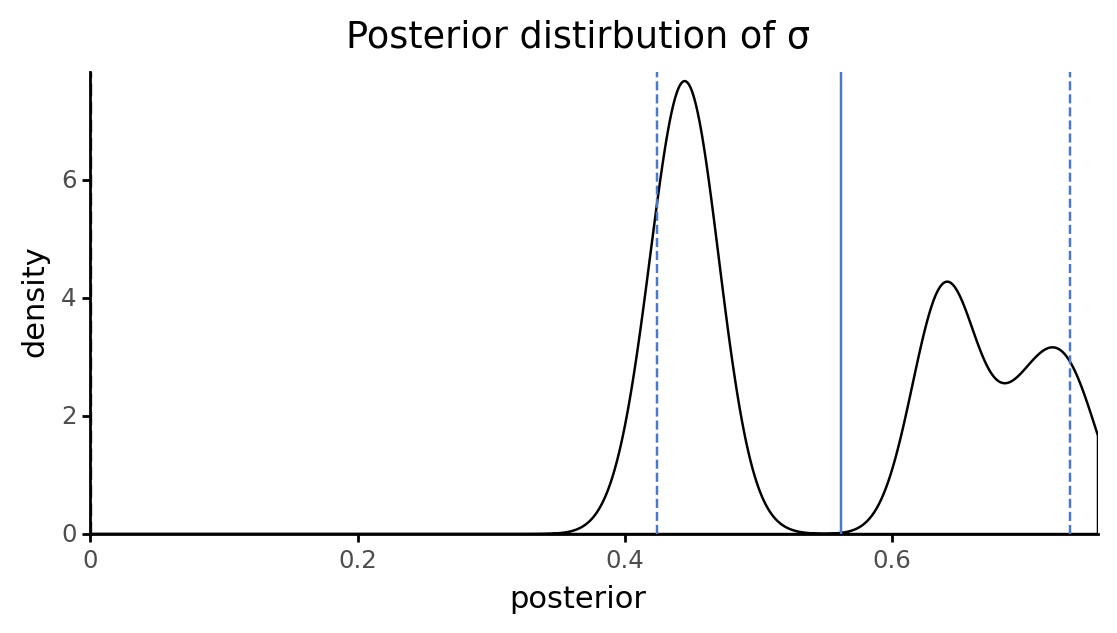 Posterior distirbution of σ
density
6
4
2
0
0
0.2
0.4
0.6
posterior